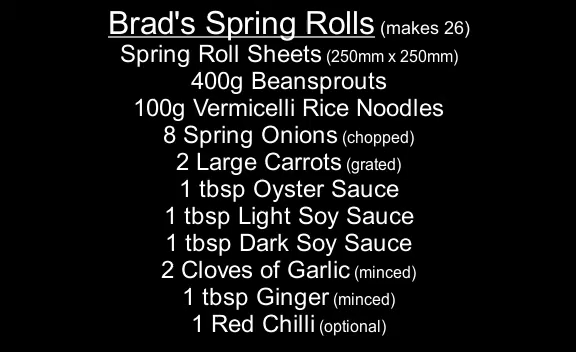 Brad's Spring Rolls (makes 26)
Spring Roll Sheets (250mm x 250mm)
400g Beansprouts
100g Vermicelli Rice Noodles
8 Spring Onions (chopped)
2 Large Carrots (grated)
1 tbsp Oyster Sauce
1 tbsp Light Soy Sauce
1 tbsp Dark Soy Sauce
2 Cloves of Garlic (minced)
1 tbsp Ginger (minced)
1 Red Chilli (optional)